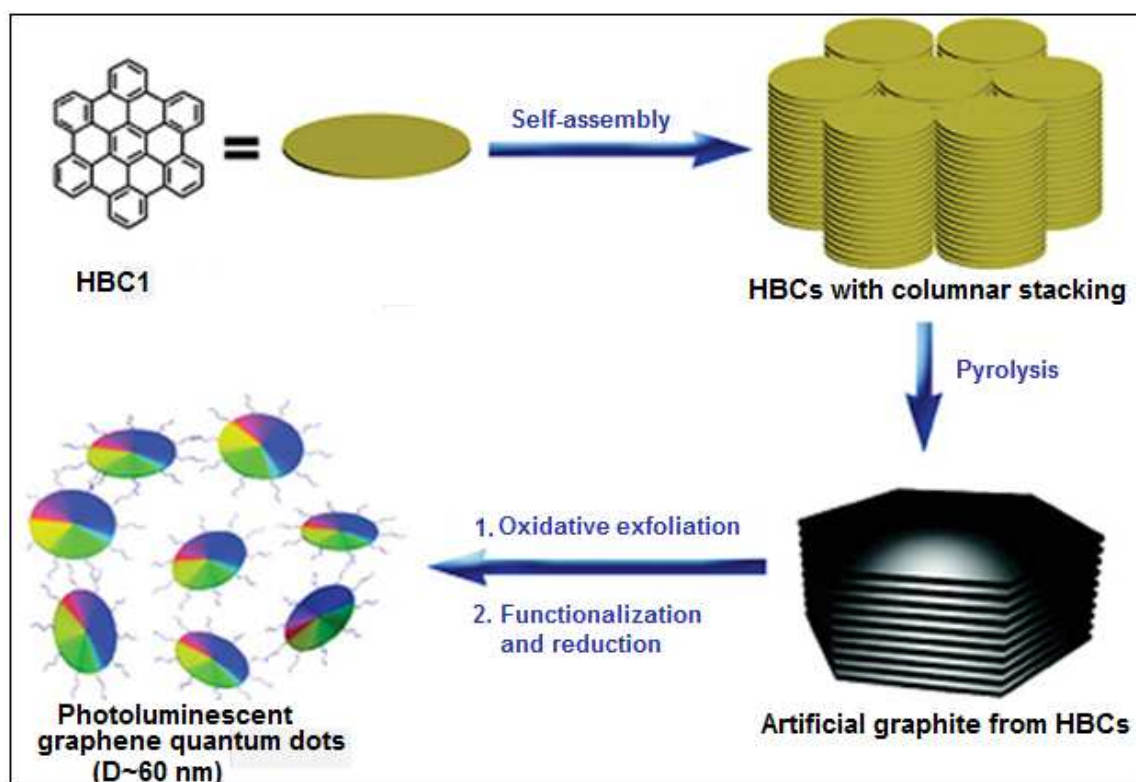 Self-assembly
HBC1
HBCs with columnar stacking
Pyrolysis
1. Oxidative exfoliation
2. Functionalization
and reduction
Photoluminescent
graphene quantum dots
(D~60 nm)
Artificial graphite from HBCs